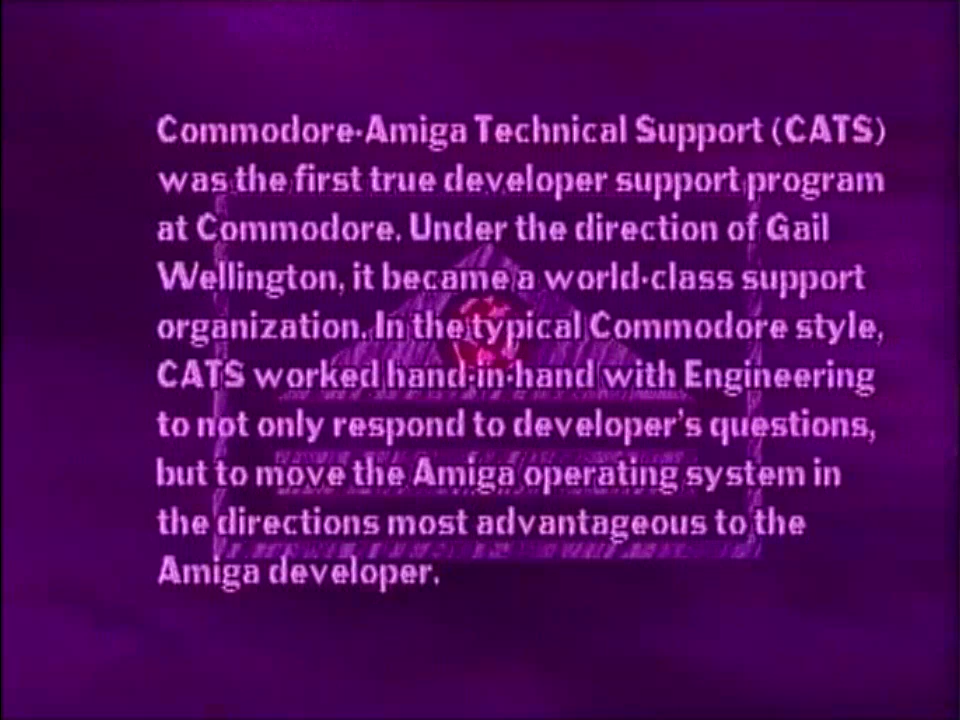 Commodore-Amiga Technical Support (CATS)
was the first true developer support program
at Commodore. Under the direction of Gail
Wellington, it became a world-class support
organization. In the typical Commodore style,
CATS worked hand-in-hand with Engineering
to not only respond to developer's questions,
but to move the Amiga operating system in
the directions most advantageous to the
Amiga developer.